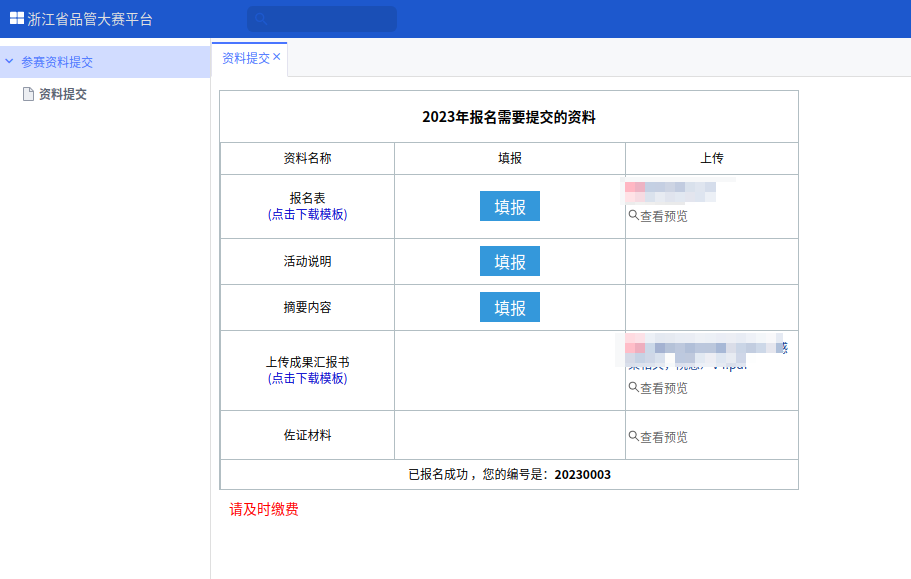 浙江省品管大赛平台
参赛资料提交
资料提交
资料提交×
2023年报名需要提交的资料
资料名称 填报 上传
报名表
(点击下载模板)
填报
查看预览
活动说明 填报
摘要内容 填报
上传成果汇报书
(点击下载模板)
查看预览
佐证材料 查看预览
已报名成功，您的编号是：20230003
请及时缴费